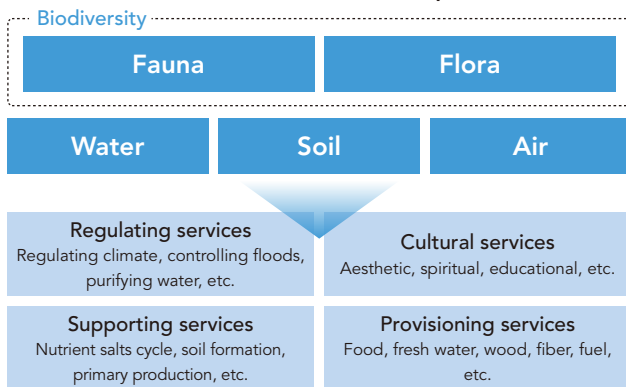 Biodiversity
Fauna
Flora
Water
Soil
Air
Regulating services
Regulating climate, controlling floods,
purifying water, etc.
Cultural services
Aesthetic, spiritual, educational, etc.
Supporting services
Nutrient salts cycle, soil formation,
primary production, etc.
Provisioning services
Food, fresh water, wood, fiber, fuel,
etc.